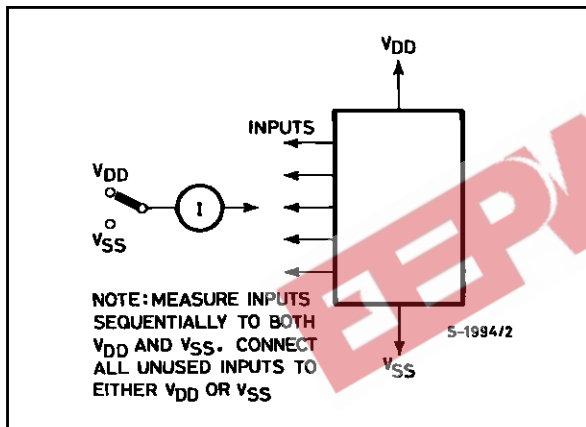 VDD
INPUTS
VDD
I
VSS
NOTE: MEASURE INPUTS
SEQUENTIALLY TO BOTH
VDD AND VSS. CONNECT
ALL UNUSED INPUTS TO
EITHER VDD OR VSS
S-1994/2
VSS